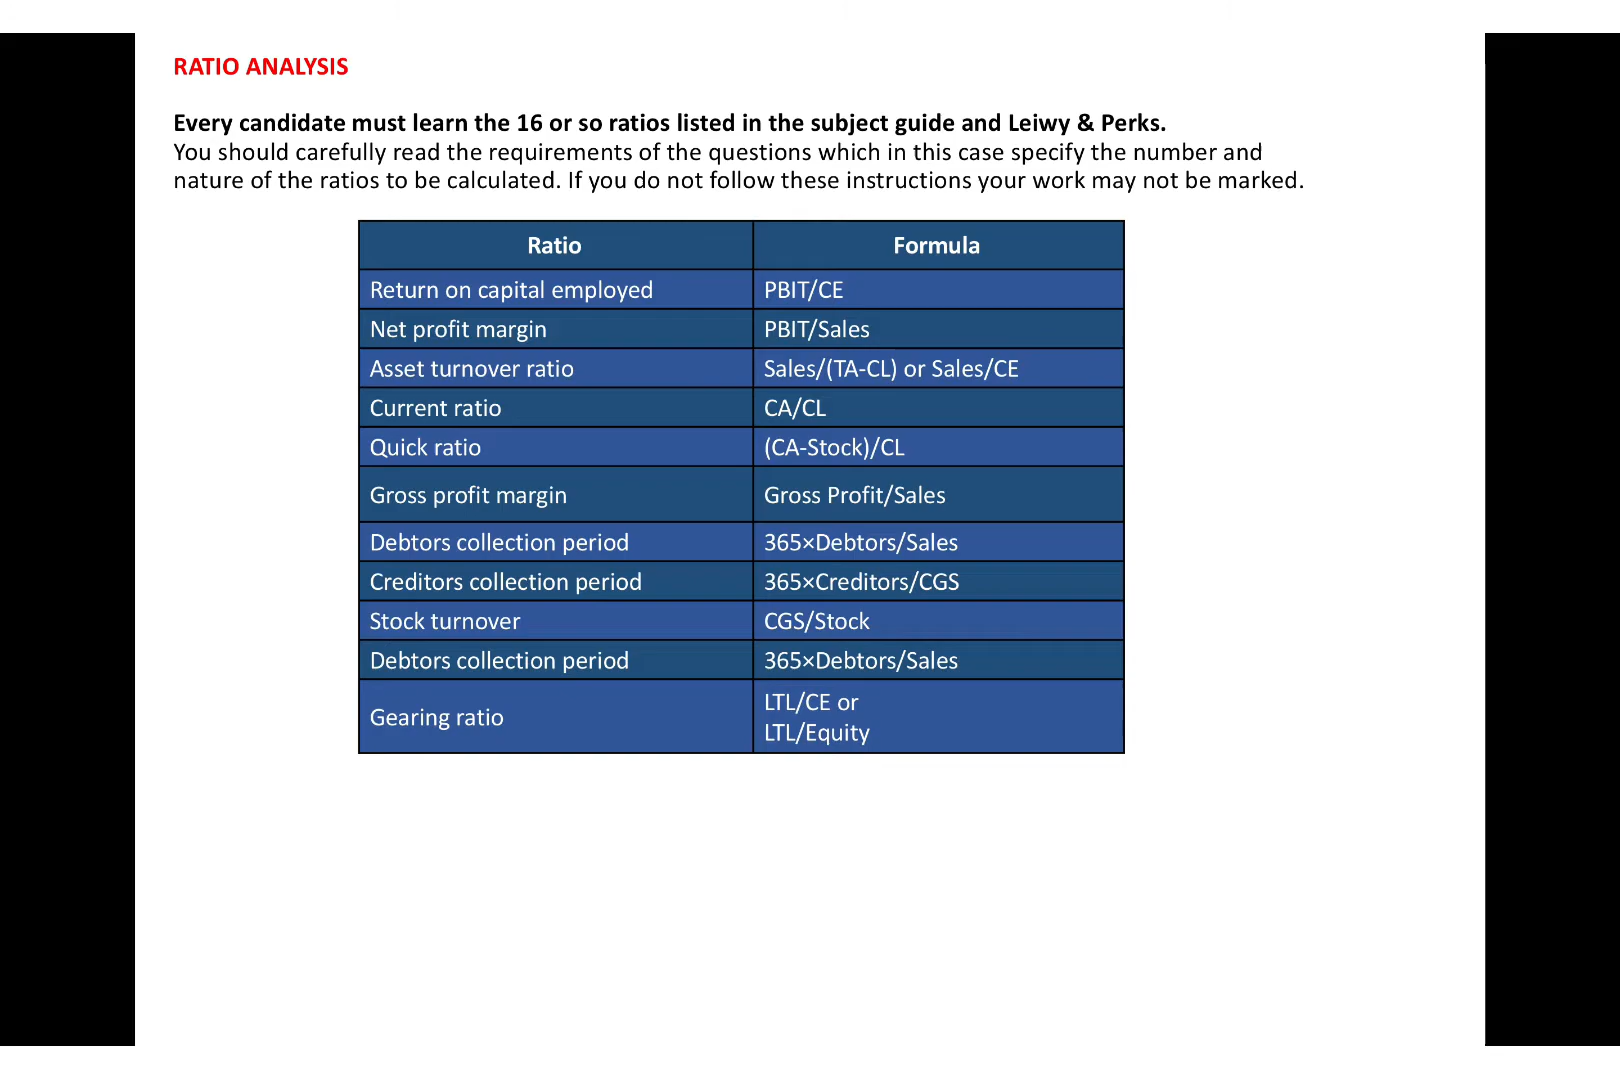 RATIO ANALYSIS
Every candidate must learn the 16 or so ratios listed in the subject guide and Leiwy & Perks.
You should carefully read the requirements of the questions which in this case specify the number and
nature of the ratios to be calculated. If you do not follow these instructions your work may not be marked.
Ratio Formula
Return on capital employed PBIT/CE
Net profit margin PBIT/Sales
Asset turnover ratio Sales/(TA-CL) or Sales/CE
Current ratio CA/CL
Quick ratio (CA-Stock)/CL
Gross profit margin Gross Profit/Sales
Debtors collection period 365×Debtors/Sales
Creditors collection period 365×Creditors/CGS
Stock turnover CGS/Stock
Debtors collection period 365×Debtors/Sales
Gearing ratio LTL/CE or
LTL/Equity